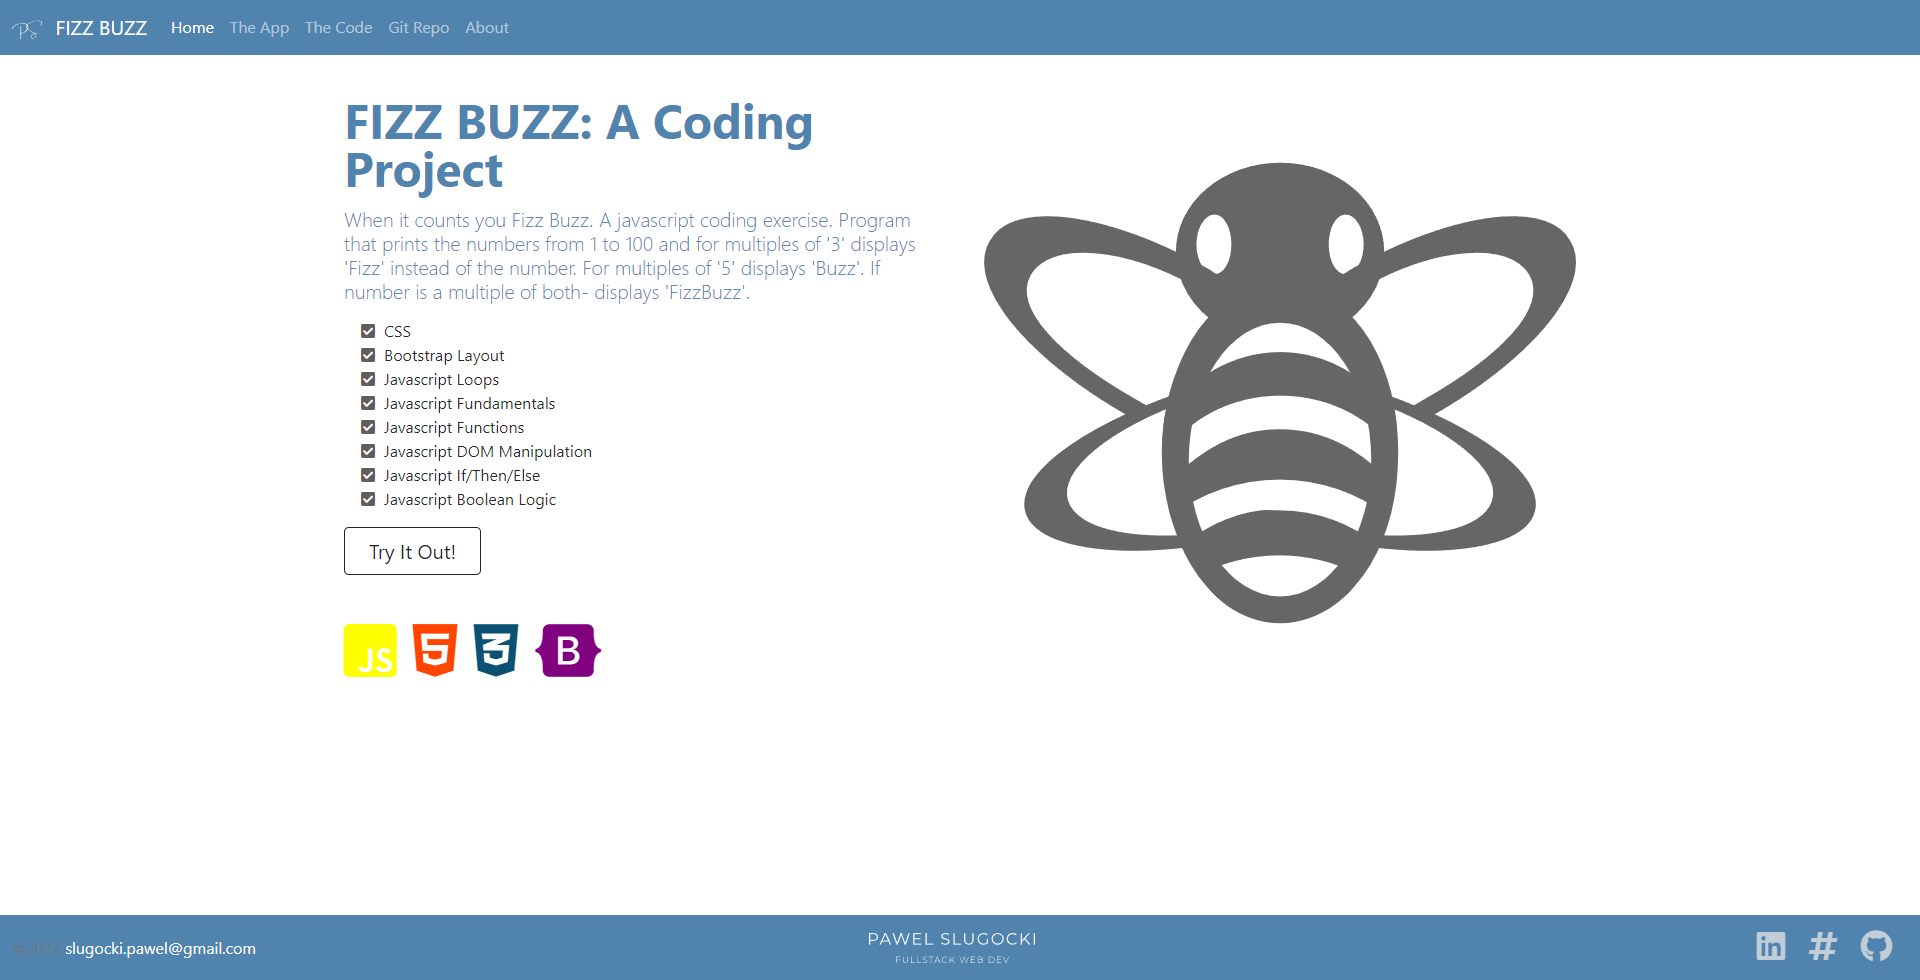 PS FIZZ BUZZ Home The App The Code Git Repo About
FIZZ BUZZ: A Coding
Project
When it counts you Fizz Buzz. A javascript coding exercise. Program
that prints the numbers from 1 to 100 and for multiples of '3' displays
'Fizz' instead of the number. For multiples of '5' displays 'Buzz'. If
number is a multiple of both- displays 'FizzBuzz'.
CSS
Bootstrap Layout
Javascript Loops
Javascript Fundamentals
Javascript Functions
Javascript DOM Manipulation
Javascript If/Then/Else
Javascript Boolean Logic
Try It Out!
JS 5 3 B
slugocki.pawel@gmail.com
PAWEL SLUGOCKI
FULLSTACK WEB DEV
in #